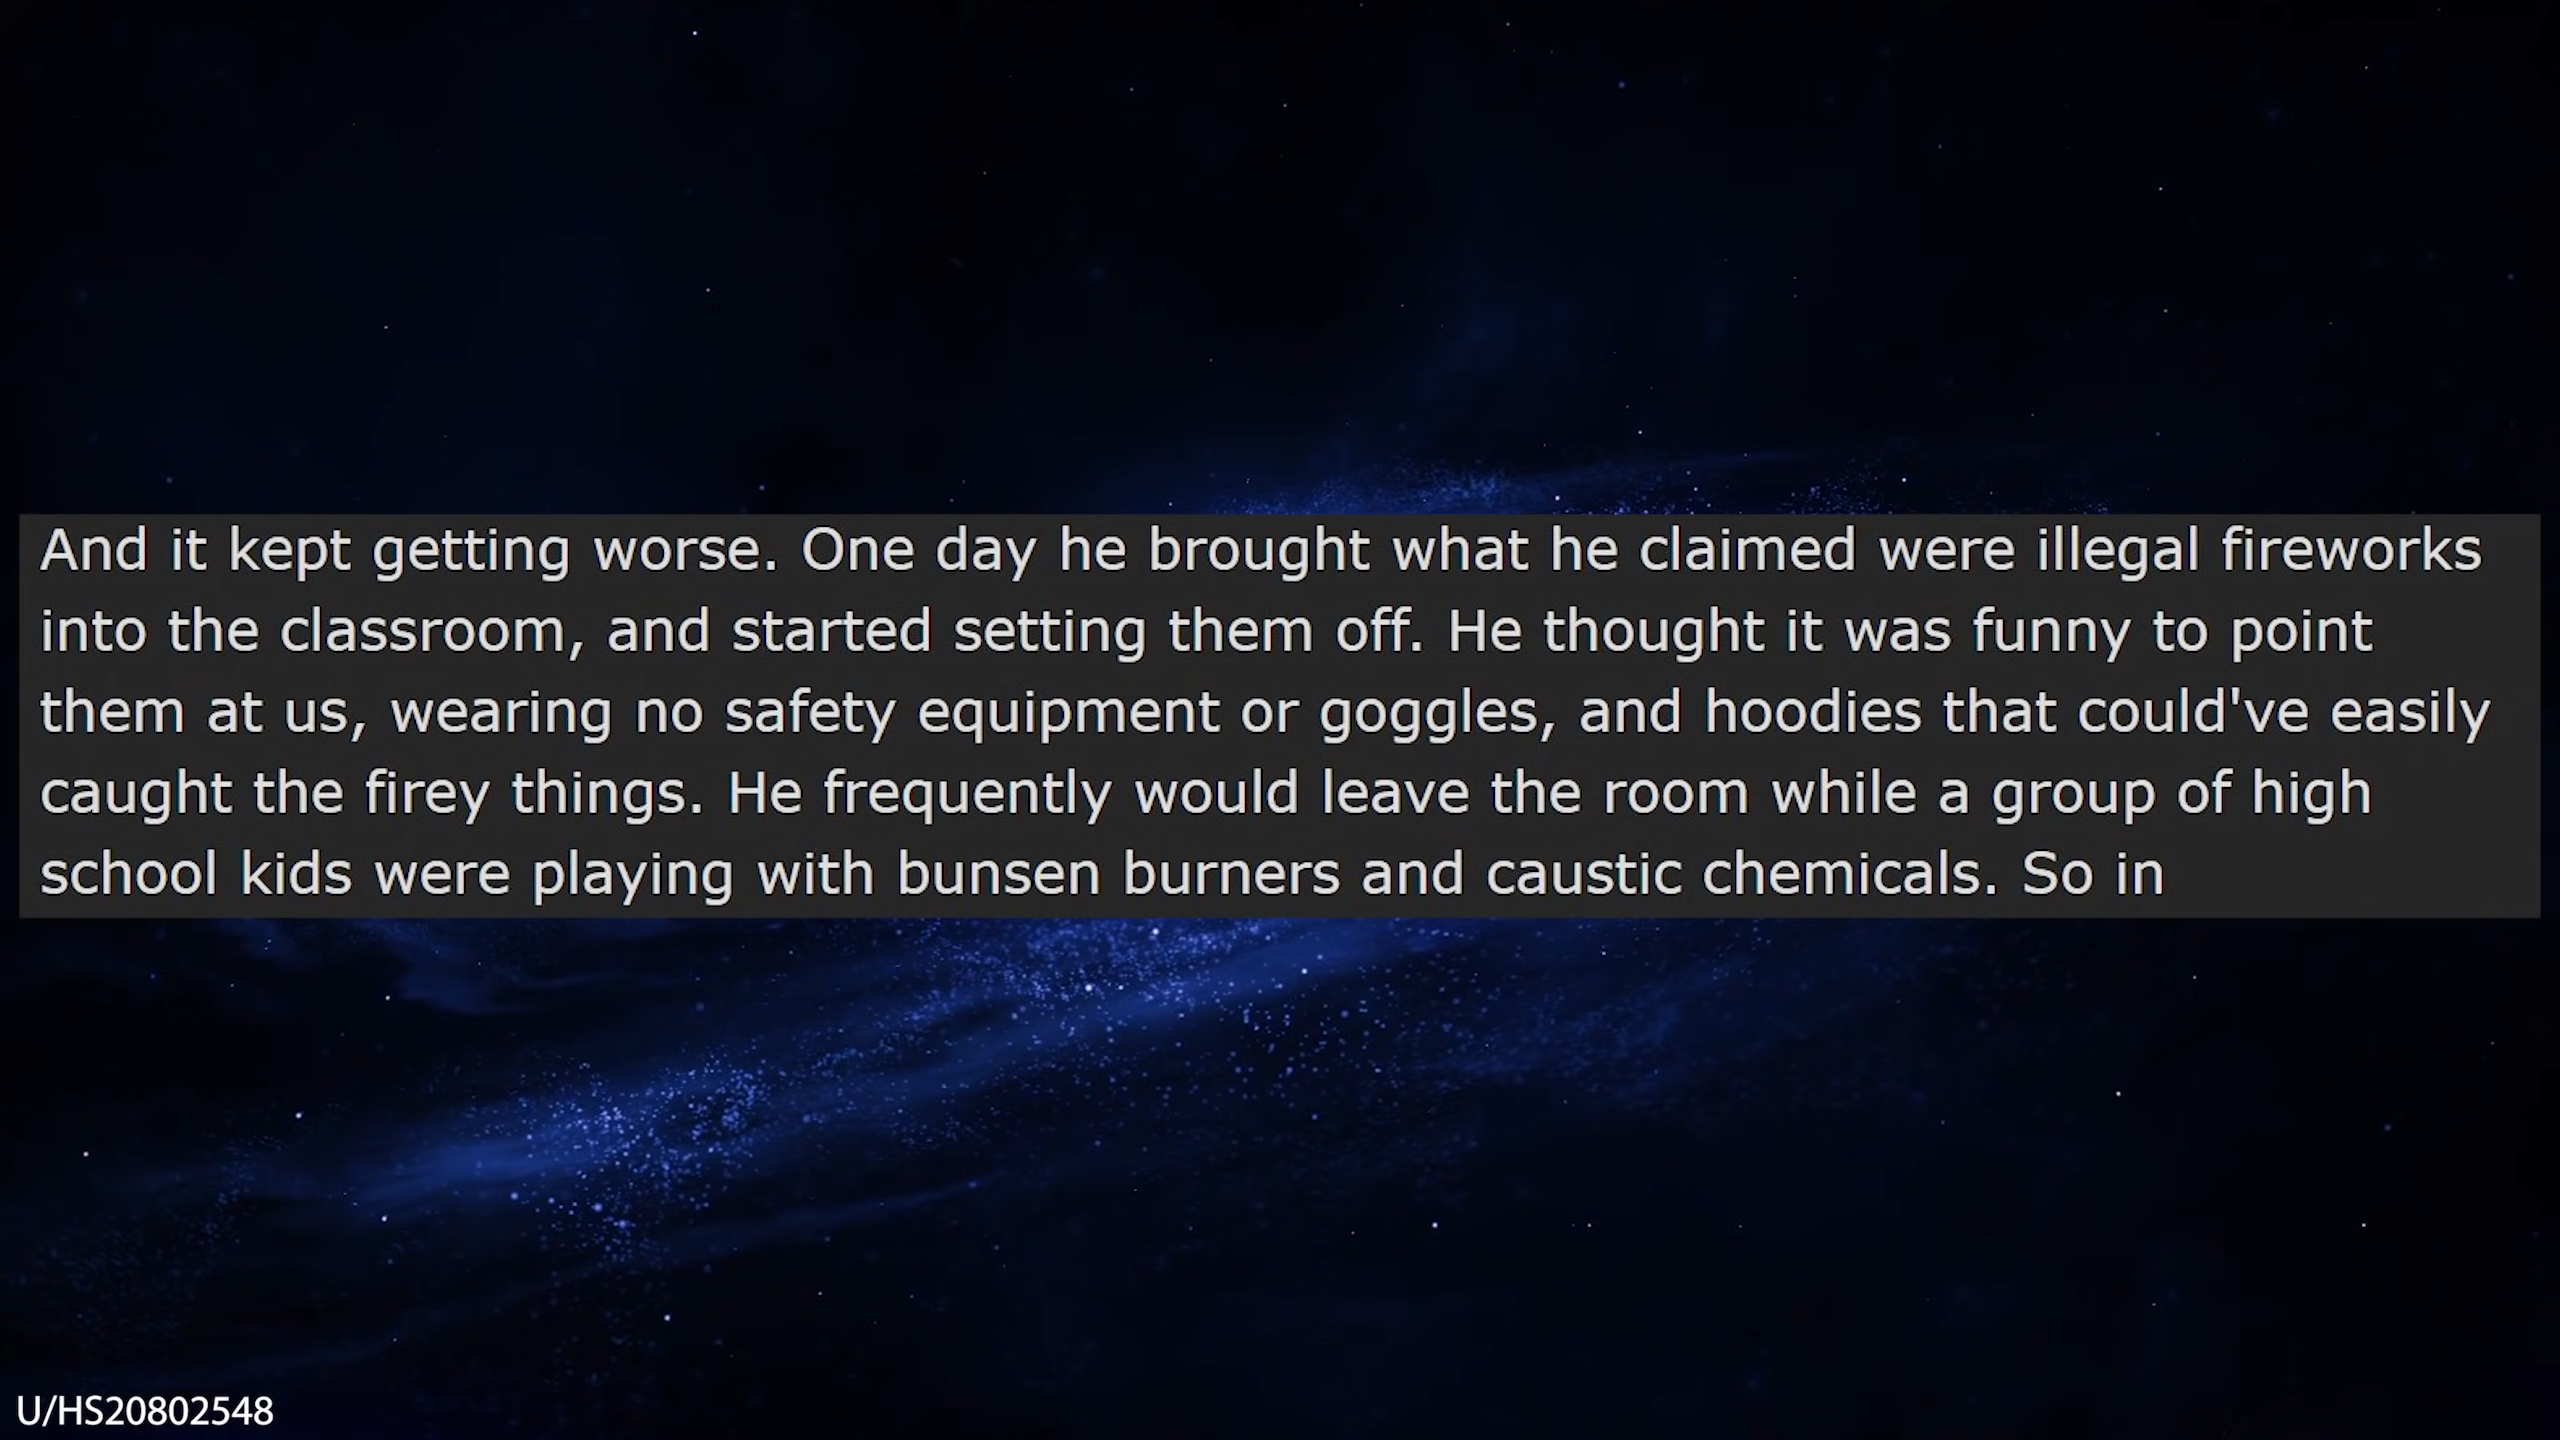 And it kept getting worse. One day he brought what he claimed were illegal fireworks
into the classroom, and started setting them off. He thought it was funny to point
them at us, wearing no safety equipment or goggles, and hoodies that could've easily
caught the firey things. He frequently would leave the room while a group of high
school kids were playing with bunsen burners and caustic chemicals. So in
U/HS20802548